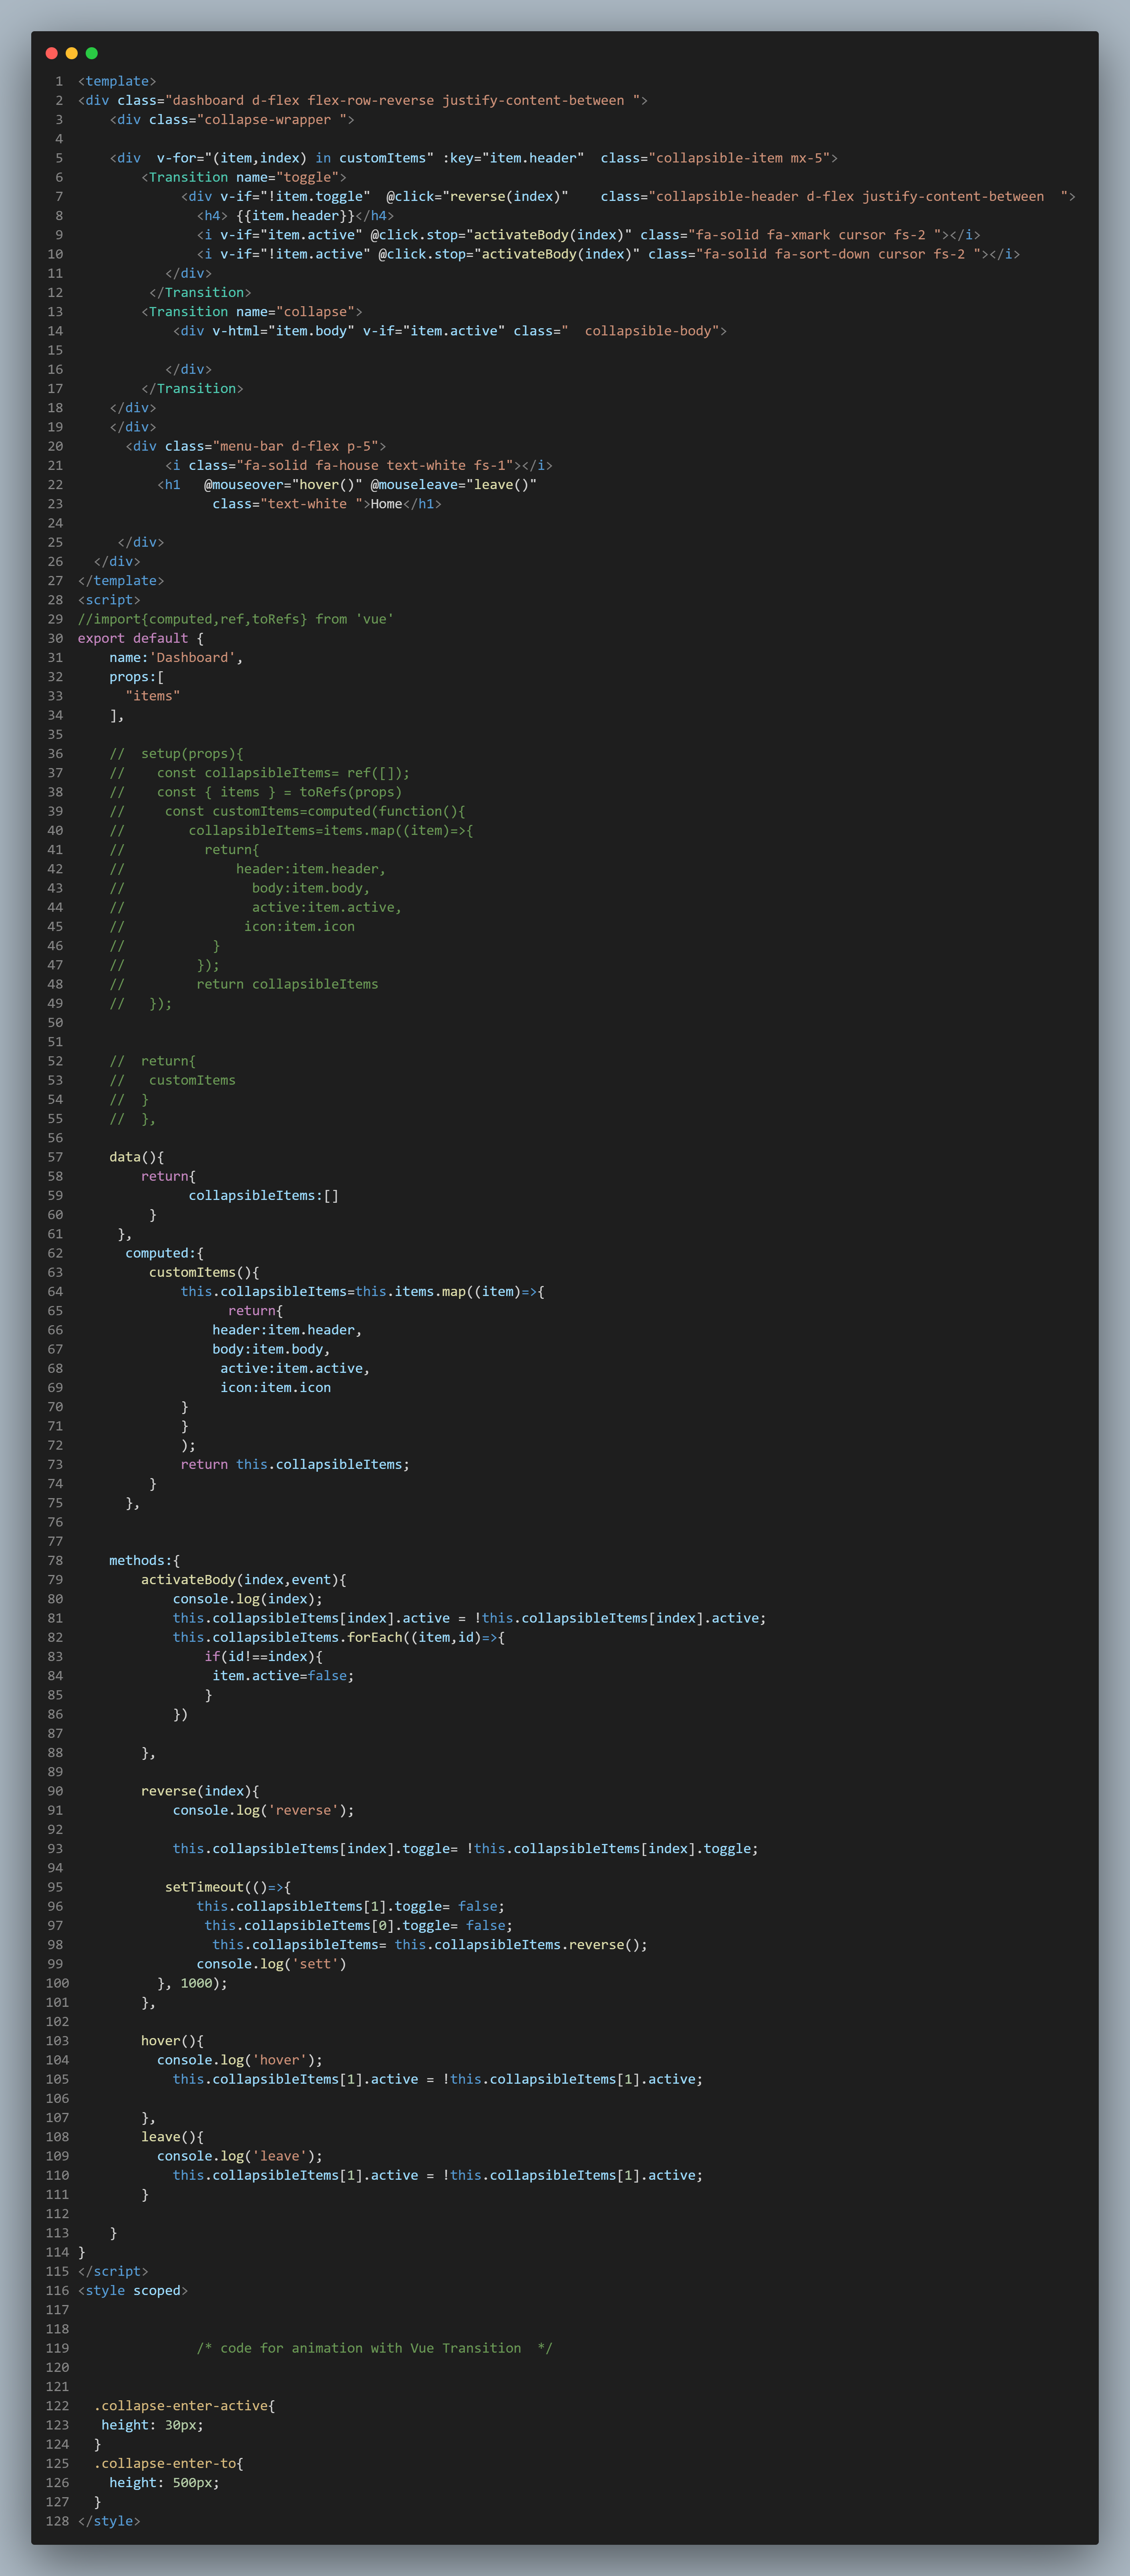 1 <template>
2 <div class="dashboard d-flex flex-row-reverse justify-content-between ">
3     <div class="collapse-wrapper ">
4
5     <div  v-for="(item,index) in customItems" :key="item.header"  class="collapsible-item mx-5">
6         <Transition name="toggle">
7              <div v-if="!item.toggle"  @click="reverse(index)"    class="collapsible-header d-flex justify-content-between  ">
8                <h4> {{item.header}}</h4>
9                <i v-if="item.active" @click.stop="activateBody(index)" class="fa-solid fa-xmark cursor fs-2 "></i>
10                <i v-if="!item.active" @click.stop="activateBody(index)" class="fa-solid fa-sort-down cursor fs-2 "></i>
11            </div>
12          </Transition>
13         <Transition name="collapse">
14             <div v-html="item.body" v-if="item.active" class="  collapsible-body">
15
16            </div>
17         </Transition>
18     </div>
19     </div>
20       <div class="menu-bar d-flex p-5">
21            <i class="fa-solid fa-house text-white fs-1"></i>
22           <h1   @mouseover="hover()" @mouseleave="leave()"
23                  class="text-white ">Home</h1>
24
25      </div>
26   </div>
27 </template>
28 <script>
29 //import{computed,ref,toRefs} from 'vue'
30 export default {
31     name:'Dashboard',
32     props:[
33       "items"
34     ],
35
36     //  setup(props){
37     //    const collapsibleItems= ref([]);
38     //    const { items } = toRefs(props)
39     //     const customItems=computed(function(){
40     //        collapsibleItems=items.map((item)=>{
41     //          return{
42     //              header:item.header,
43     //                body:item.body,
44     //                active:item.active,
45     //               icon:item.icon
46     //           }
47     //         });
48     //         return collapsibleItems
49     //   });
50
51
52     //  return{
53     //   customItems
54     //  }
55     //  },
56
57     data(){
58         return{
59               collapsibleItems:[]
60          }
61      },
62       computed:{
63          customItems(){
64              this.collapsibleItems=this.items.map((item)=>{
65                    return{
66                  header:item.header,
67                  body:item.body,
68                   active:item.active,
69                   icon:item.icon
70              }
71              }
72              );
73              return this.collapsibleItems;
74          }
75       },
76
77
78     methods:{
79         activateBody(index,event){
80             console.log(index);
81             this.collapsibleItems[index].active = !this.collapsibleItems[index].active;
82             this.collapsibleItems.forEach((item,id)=>{
83                 if(id!==index){
84                  item.active=false;
85                 }
86             })
87
88         },
89
90         reverse(index){
91             console.log('reverse');
92
93             this.collapsibleItems[index].toggle= !this.collapsibleItems[index].toggle;
94
95            setTimeout(()=>{
96                this.collapsibleItems[1].toggle= false;
97                 this.collapsibleItems[0].toggle= false;
98                  this.collapsibleItems= this.collapsibleItems.reverse();
99                console.log('sett')
100           }, 1000);
101         },
102
103         hover(){
104           console.log('hover');
105             this.collapsibleItems[1].active = !this.collapsibleItems[1].active;
106
107         },
108         leave(){
109           console.log('leave');
110             this.collapsibleItems[1].active = !this.collapsibleItems[1].active;
111         }
112
113     }
114 }
115 </script>
116 <style scoped>
117
118
119                /* code for animation with Vue Transition  */
120
121
122   .collapse-enter-active{
123    height: 30px;
124   }
125   .collapse-enter-to{
126     height: 500px;
127   }
128 </style>